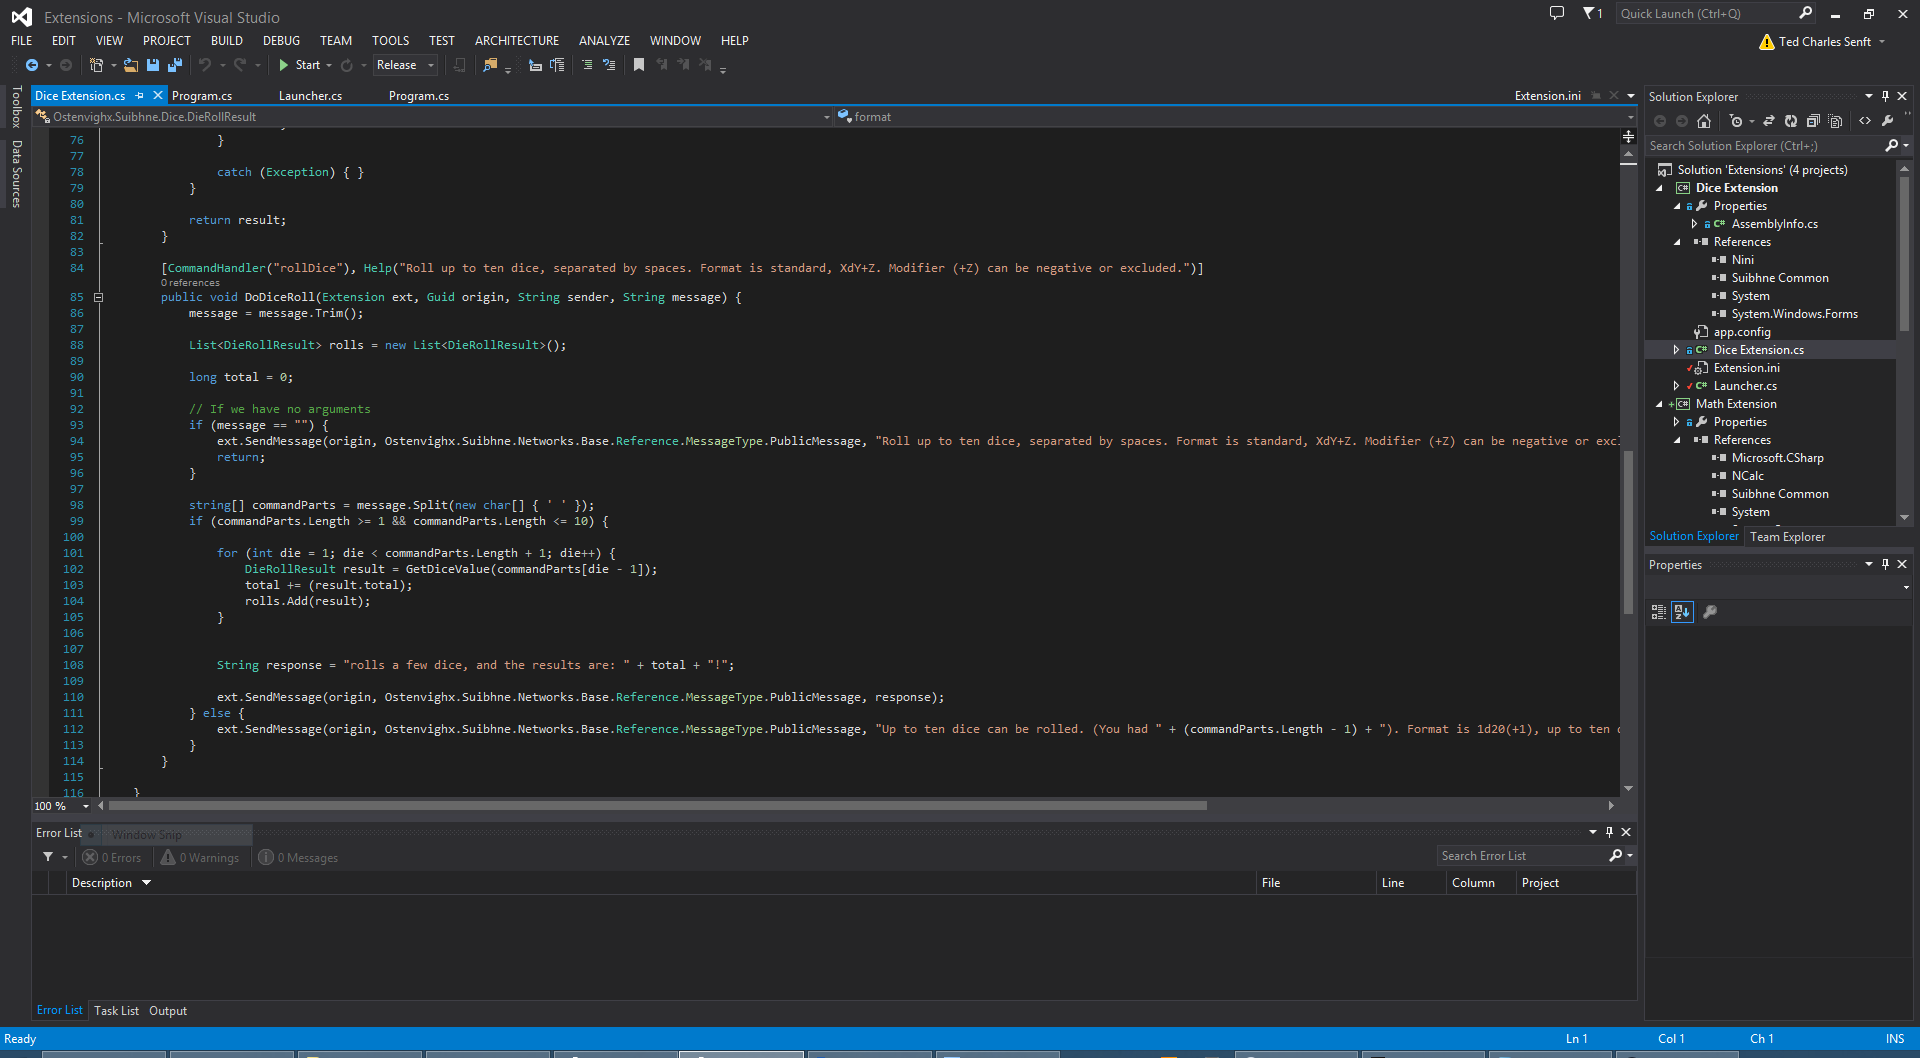 Extensions - Microsoft Visual Studio
1
Quick Launch (Ctrl+Q)
FILE EDIT VIEW PROJECT BUILD DEBUG TEAM TOOLS TEST ARCHITECTURE ANALYZE WINDOW HELP
Ted Charles Senft
Start Release
Toolbox
Data Sources
Dice Extension.cs Program.cs Launcher.cs Program.cs Extension.ini
Ostenvighx.Suibhne.Dice.DieRollResult format
76 }
77
78 catch (Exception) { }
79 }
80
81 return result;
82 }
83
84 [CommandHandler("rollDice"), Help("Roll up to ten dice, separated by spaces. Format is standard, XdY+Z. Modifier (+Z) can be negative or excluded.")]
0 references
85 public void DoDiceRoll(Extension ext, Guid origin, String sender, String message) {
86 message = message.Trim();
87
88 List<DieRollResult> rolls = new List<DieRollResult>();
89
90 long total = 0;
91
92 // If we have no arguments
93 if (message == "") {
94 ext.SendMessage(origin, Ostenvighx.Suibhne.Networks.Base.Reference.MessageType.PublicMessage, "Roll up to ten dice, separated by spaces. Format is standard, XdY+Z. Modifier (+Z) can be negative or excl
95 return;
96 }
97
98 string[] commandParts = message.Split(new char[] { ' ' });
99 if (commandParts.Length >= 1 && commandParts.Length <= 10) {
100
101 for (int die = 1; die < commandParts.Length + 1; die++) {
102 DieRollResult result = GetDiceValue(commandParts[die - 1]);
103 total += (result.total);
104 rolls.Add(result);
105 }
106
107
108 String response = "rolls a few dice, and the results are: " + total + "!";
109
110 ext.SendMessage(origin, Ostenvighx.Suibhne.Networks.Base.Reference.MessageType.PublicMessage, response);
111 } else {
112 ext.SendMessage(origin, Ostenvighx.Suibhne.Networks.Base.Reference.MessageType.PublicMessage, "Up to ten dice can be rolled. (You had " + (commandParts.Length - 1) + "). Format is 1d20(+1), up to ten
113 }
114 }
115
116 }
100 %
Error List Window Snip
0 Errors 0 Warnings 0 Messages
Search Error List
Description File Line Column Project
Error List Task List Output
Solution Explorer
Search Solution Explorer (Ctrl+;)
Solution 'Extensions' (4 projects)
C# Dice Extension
Properties
C# AssemblyInfo.cs
References
Nini
Suibhne Common
System
System.Windows.Forms
app.config
C# Dice Extension.cs
Extension.ini
C# Launcher.cs
C# Math Extension
Properties
References
Microsoft.CSharp
NCalc
Suibhne Common
System
Solution Explorer Team Explorer
Properties
Ready Ln 1 Col 1 Ch 1 INS